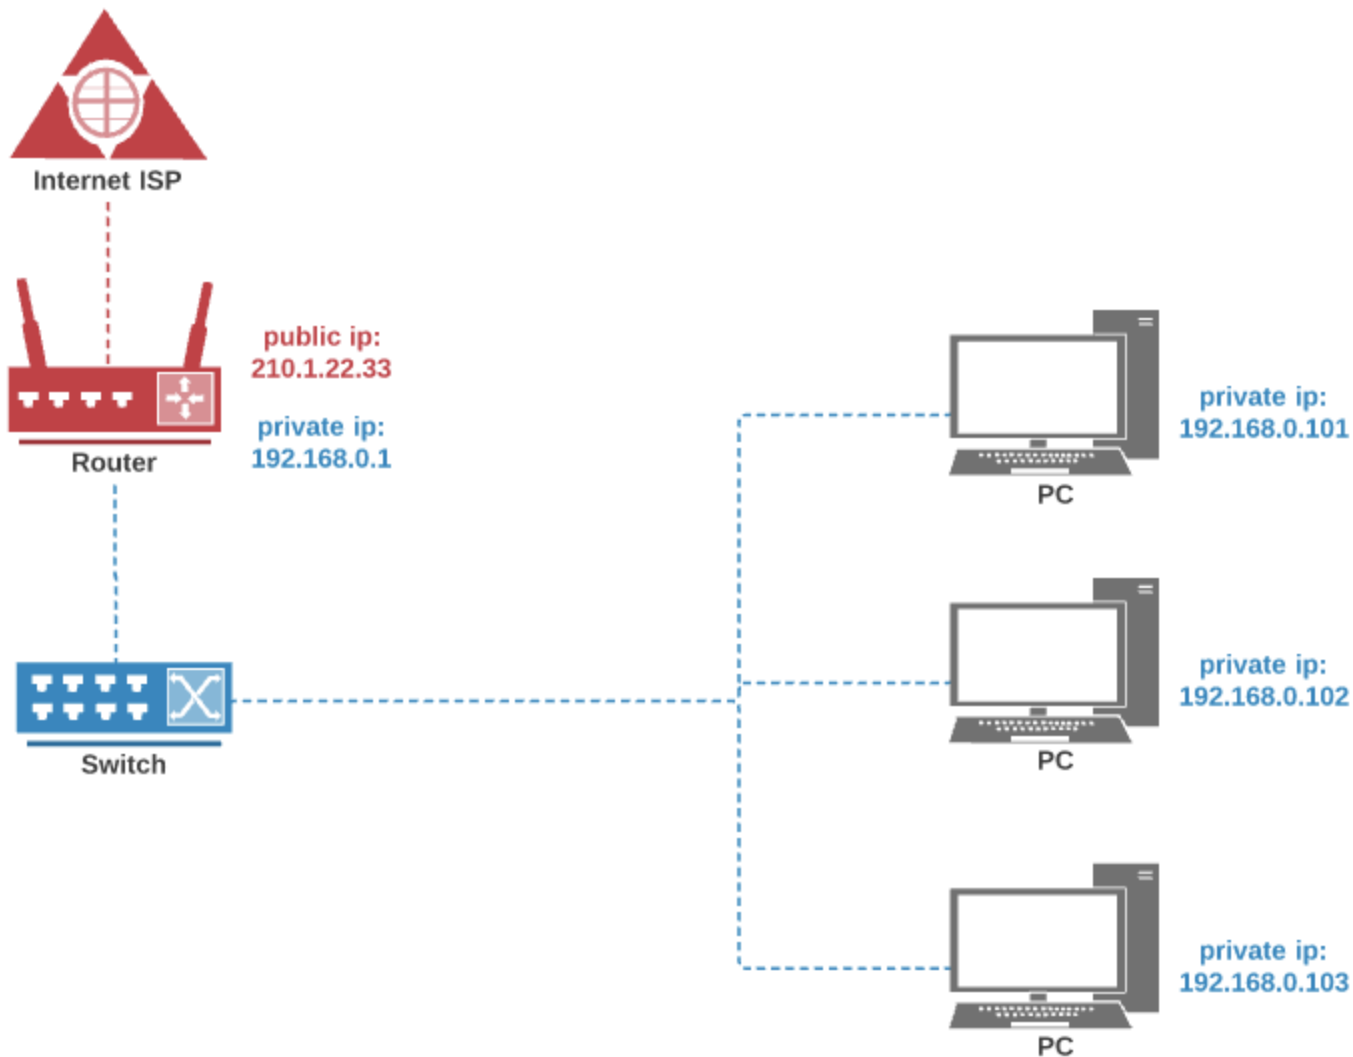 Internet ISP
public ip:
210.1.22.33
private ip:
192.168.0.1
Router
private ip:
192.168.0.101
PC
private ip:
192.168.0.102
PC
Switch
private ip:
192.168.0.103
PC